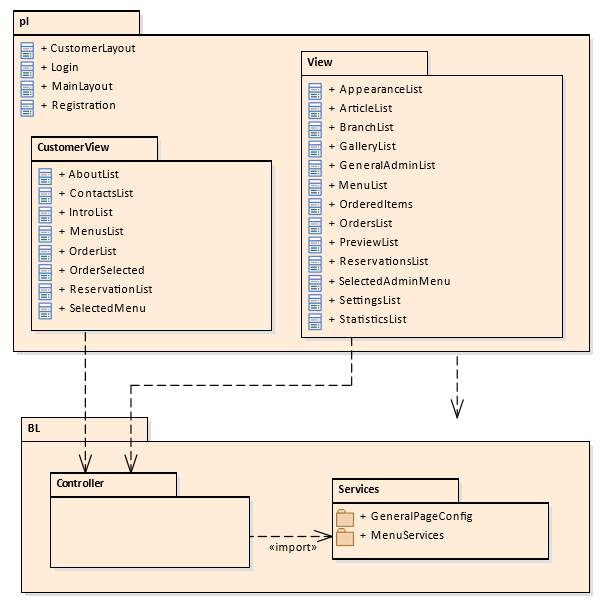 pl
+ CustomerLayout
+ Login
+ MainLayout
+ Registration
CustomerView
+ AboutList
+ ContactsList
+ IntroList
+ MenusList
+ OrderList
+ OrderSelected
+ ReservationList
+ SelectedMenu
View
+ AppearanceList
+ ArticleList
+ BranchList
+ GalleryList
+ GeneralAdminList
+ MenuList
+ OrderedItems
+ OrdersList
+ PreviewList
+ ReservationsList
+ SelectedAdminMenu
+ SettingsList
+ StatisticsList
BL
Controller
«import»
Services
+ GeneralPageConfig
+ MenuServices